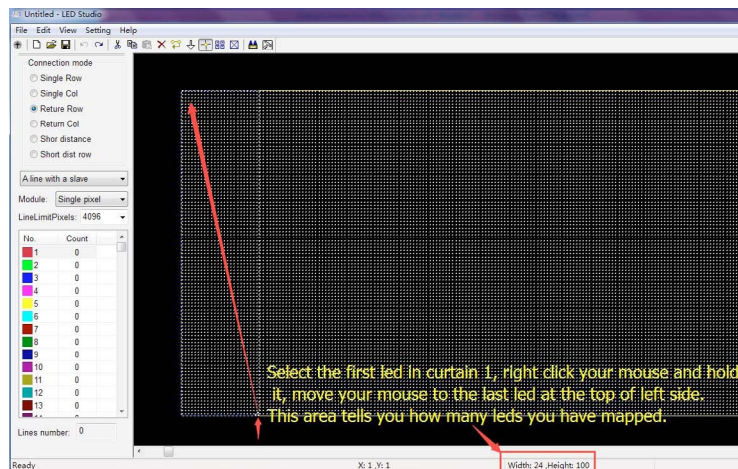 Untitled - LED Studio
File Edit View Setting Help
Connection mode
Single Row
Single Col
Reture Row
Return Col
Shor distance
Short dist row
A line with a slave
Module: Single pixel
LineLimitPixels: 4096
No. Count
1 0
2 0
3 0
4 0
5 0
6 0
7 0
8 0
9 0
10 0
11 0
12 0
13 0
Lines number: 0
Select the first led in curtain 1, right click your mouse and hold
it, move your mouse to the last led at the top of left side.
This area tells you how many leds you have mapped.
Ready X: 1 ,Y: 1 Width: 24 ,Height: 100